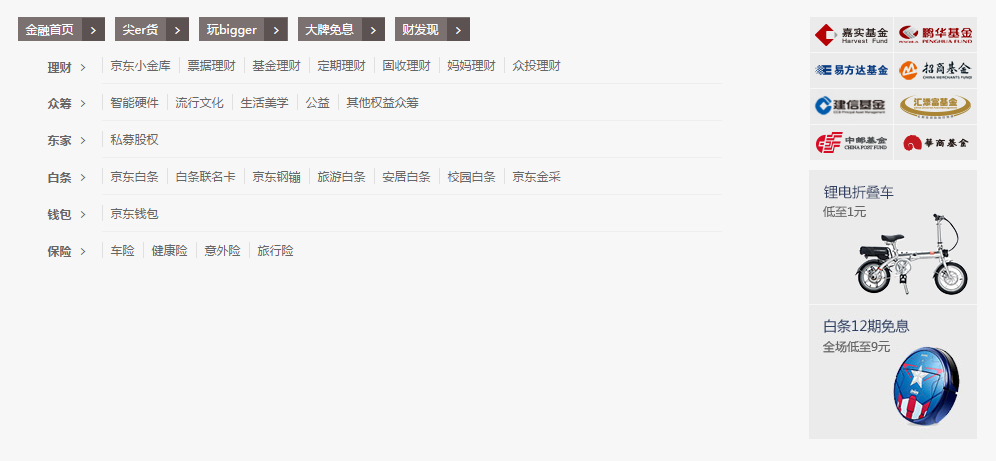 金融首页 > 尖er货 > 玩bigger > 大牌免息 > 财发现 >
理财 > 京东小金库 票据理财 基金理财 定期理财 固收理财 妈妈理财 众投理财
众筹 > 智能硬件 流行文化 生活美学 公益 其他权益众筹
东家 > 私募股权
白条 > 京东白条 白条联名卡 京东钢镚 旅游白条 安居白条 校园白条 京东金采
钱包 > 京东钱包
保险 > 车险 健康险 意外险 旅行险
嘉实基金
Harvest Fund
鹏华基金
PENGHUA FUND
易方达基金
招商基金
CHINA MERCHANTS FUND
建信基金
汇添富基金
中邮基金
CHINA POST FUND
華商基金
锂电折叠车
低至1元
白条12期免息
全场低至9元